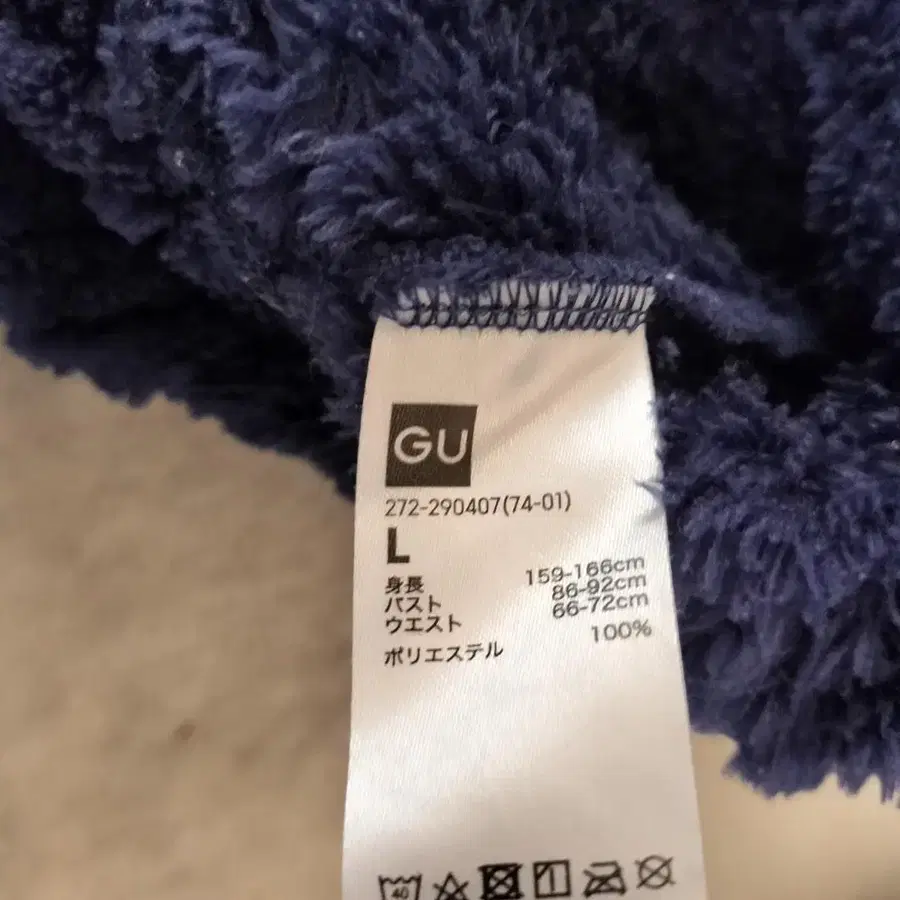 GU
272-290407(74-01)
L
身長 159-166cm
バスト 86-92cm
ウエスト 66-72cm
ポリエステル 100%
40